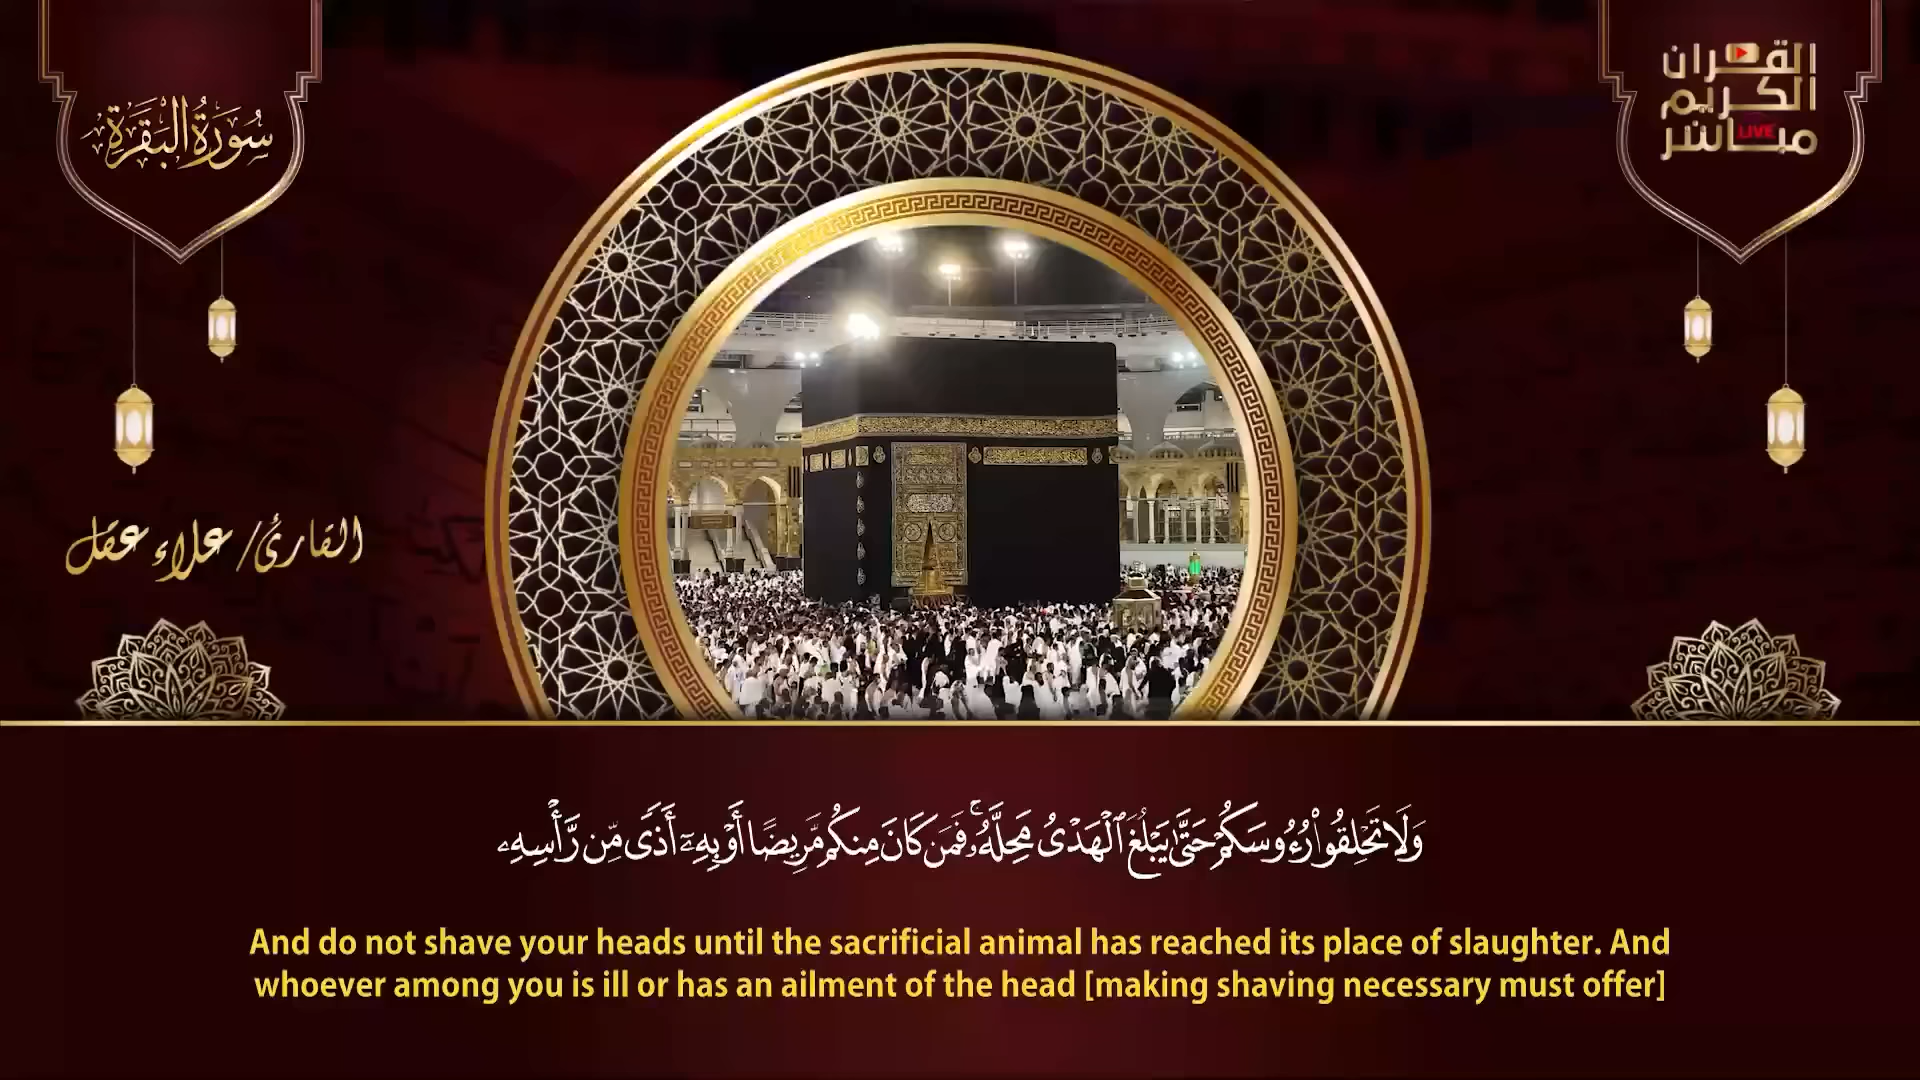 سُورَةُ البَقَرَةِ
القران
الكريم
مباشر LIVE
القارئ/ علاء عقل
وَلَا تَحْلِقُوا۟ رُءُوسَكُمْ حَتَّىٰ يَبْلُغَ ٱلْهَدْىُ مَحِلَّهُۥ ۚ فَمَن كَانَ مِنكُم مَّرِيضًا أَوْ بِهِۦٓ أَذًى مِّن رَّأْسِهِۦ
And do not shave your heads until the sacrificial animal has reached its place of slaughter. And
whoever among you is ill or has an ailment of the head [making shaving necessary must offer]